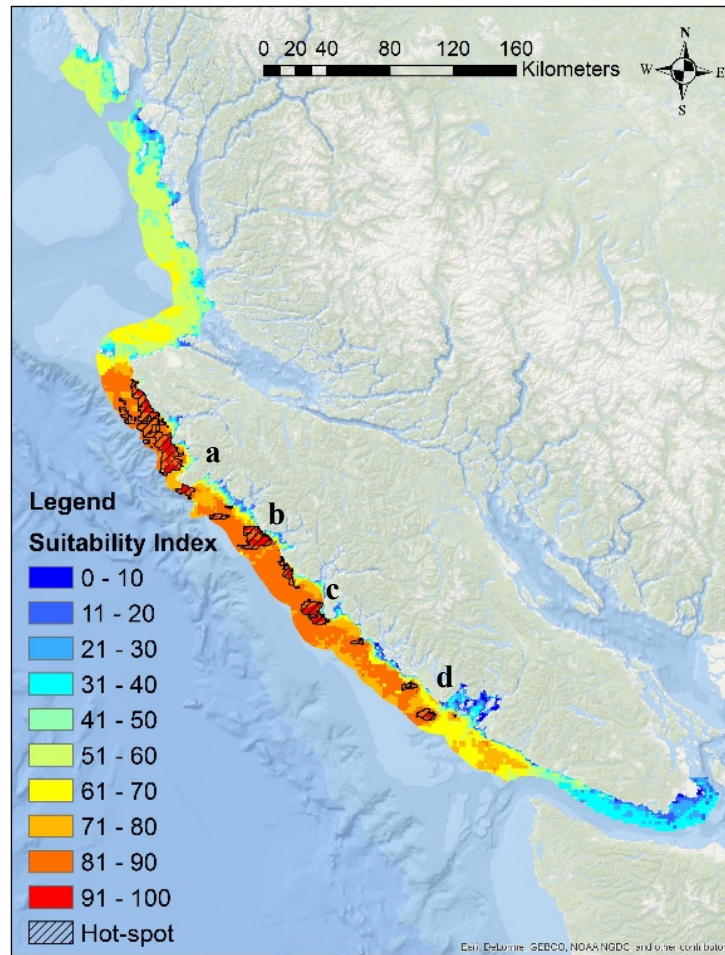 0 20 40 80 120 160
Kilometers
N
W E
S
a
b
c
d
Legend
Suitability Index
0 - 10
11 - 20
21 - 30
31 - 40
41 - 50
51 - 60
61 - 70
71 - 80
81 - 90
91 - 100
Hot-spot
Esri, DeLorme, GEBCO, NOAA NGDC, and other contributor